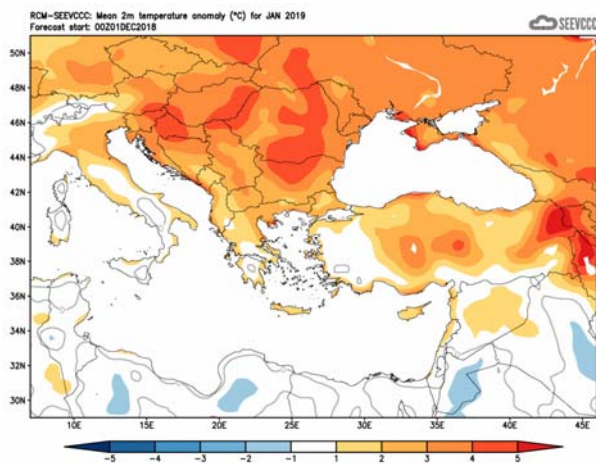 RCM-SEEVCCC: Mean 2m temperature anomaly (°C) for JAN 2019
Forecast start: 00Z01DEC2018
SEEVCCC
50N
48N
46N
44N
42N
40N
38N
36N
34N
32N
30N
10E 15E 20E 25E 30E 35E 40E 45E
-5 -4 -3 -2 -1 1 2 3 4 5